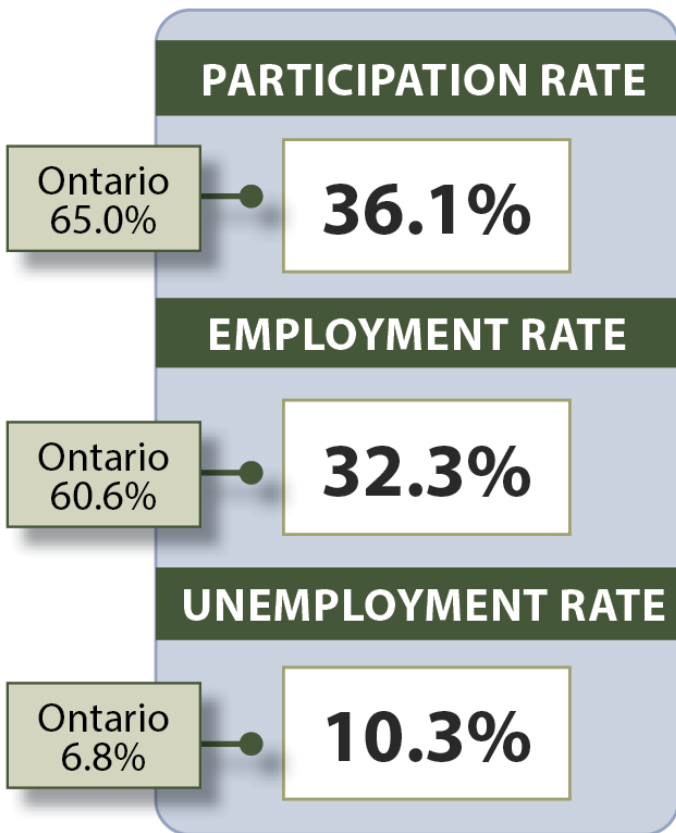 PARTICIPATION RATE
Ontario
65.0%
36.1%
EMPLOYMENT RATE
Ontario
60.6%
32.3%
UNEMPLOYMENT RATE
Ontario
6.8%
10.3%